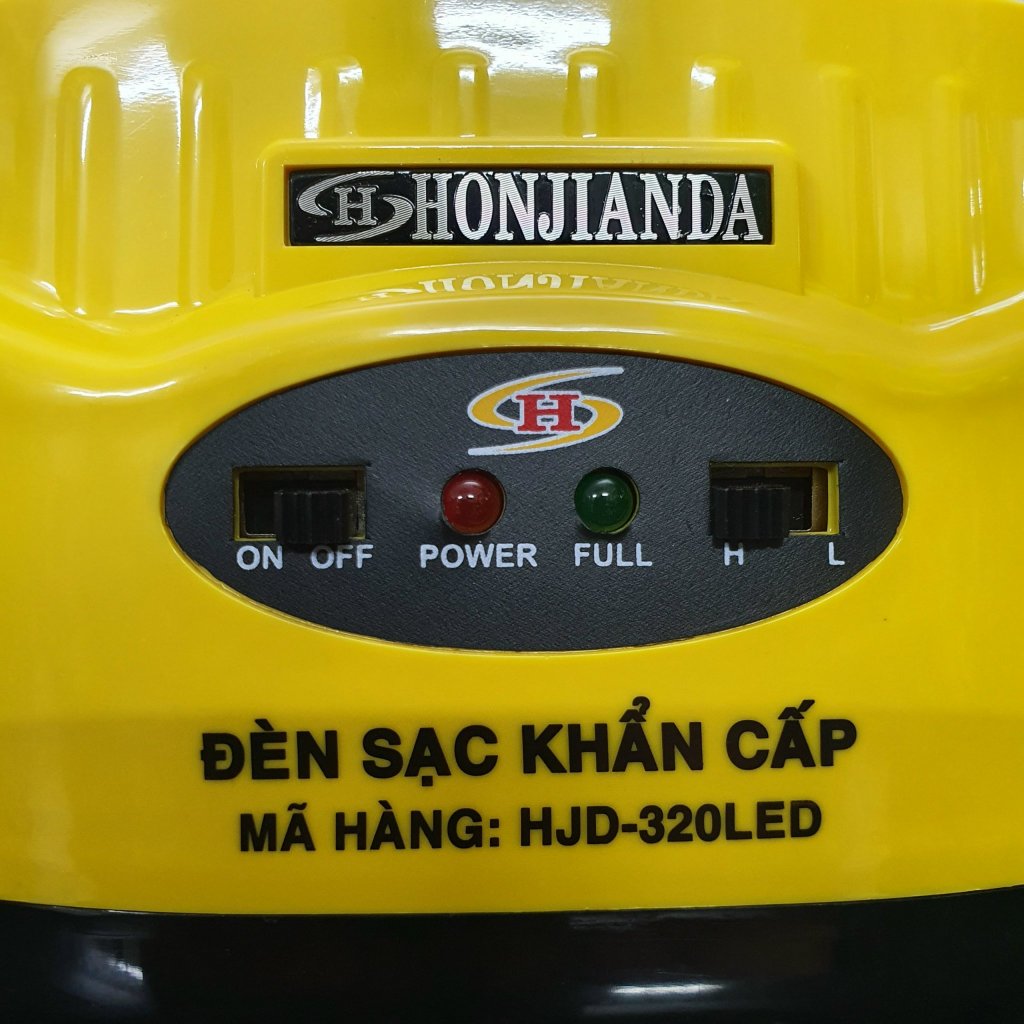 H HONJIANDA
H
ON OFF POWER FULL H L
ĐÈN SẠC KHẨN CẤP
MÃ HÀNG: HJD-320LED